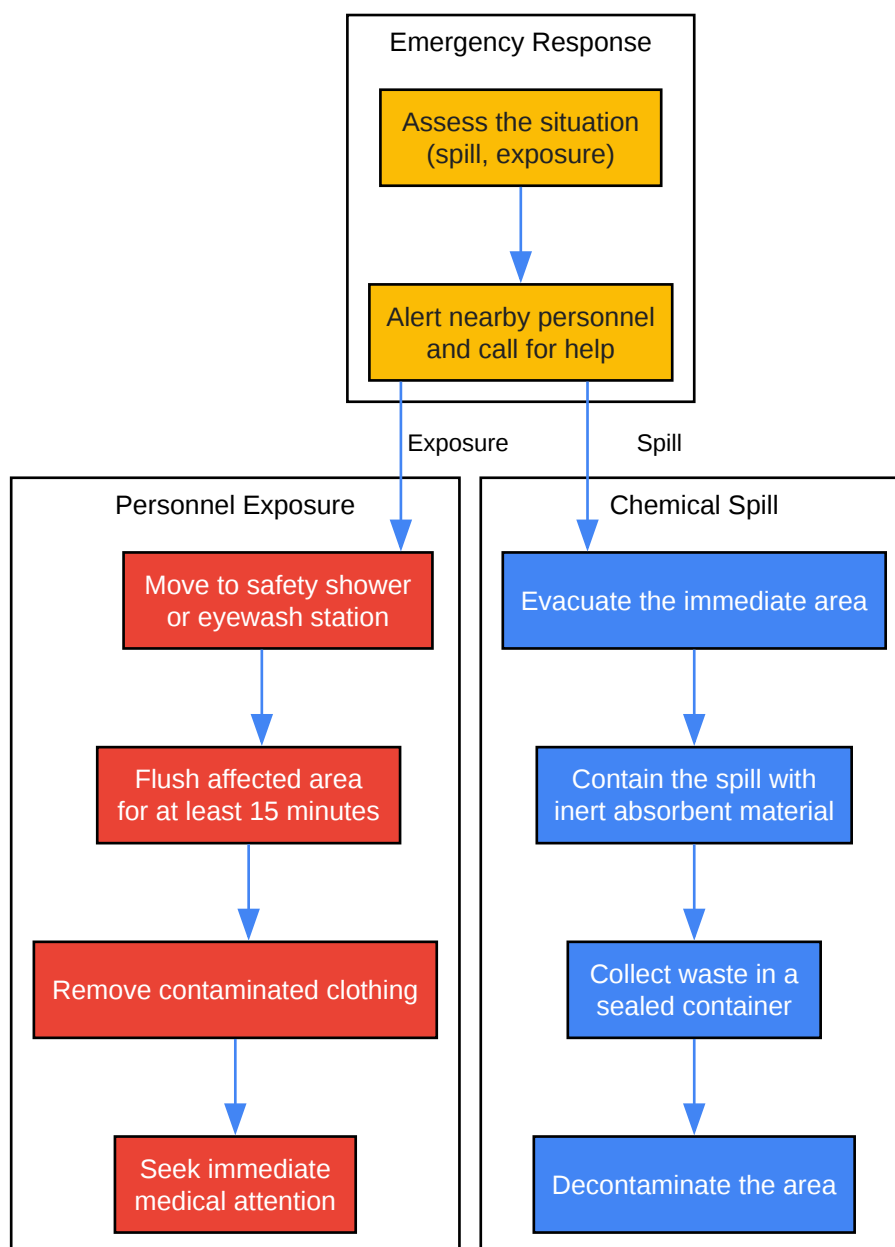 Emergency Response
Assess the situation
(spill, exposure)
Alert nearby personnel
and call for help
Exposure
Spill
Personnel Exposure
Move to safety shower
or eyewash station
Flush affected area
for at least 15 minutes
Remove contaminated clothing
Seek immediate
medical attention
Chemical Spill
Evacuate the immediate area
Contain the spill with
inert absorbent material
Collect waste in a
sealed container
Decontaminate the area